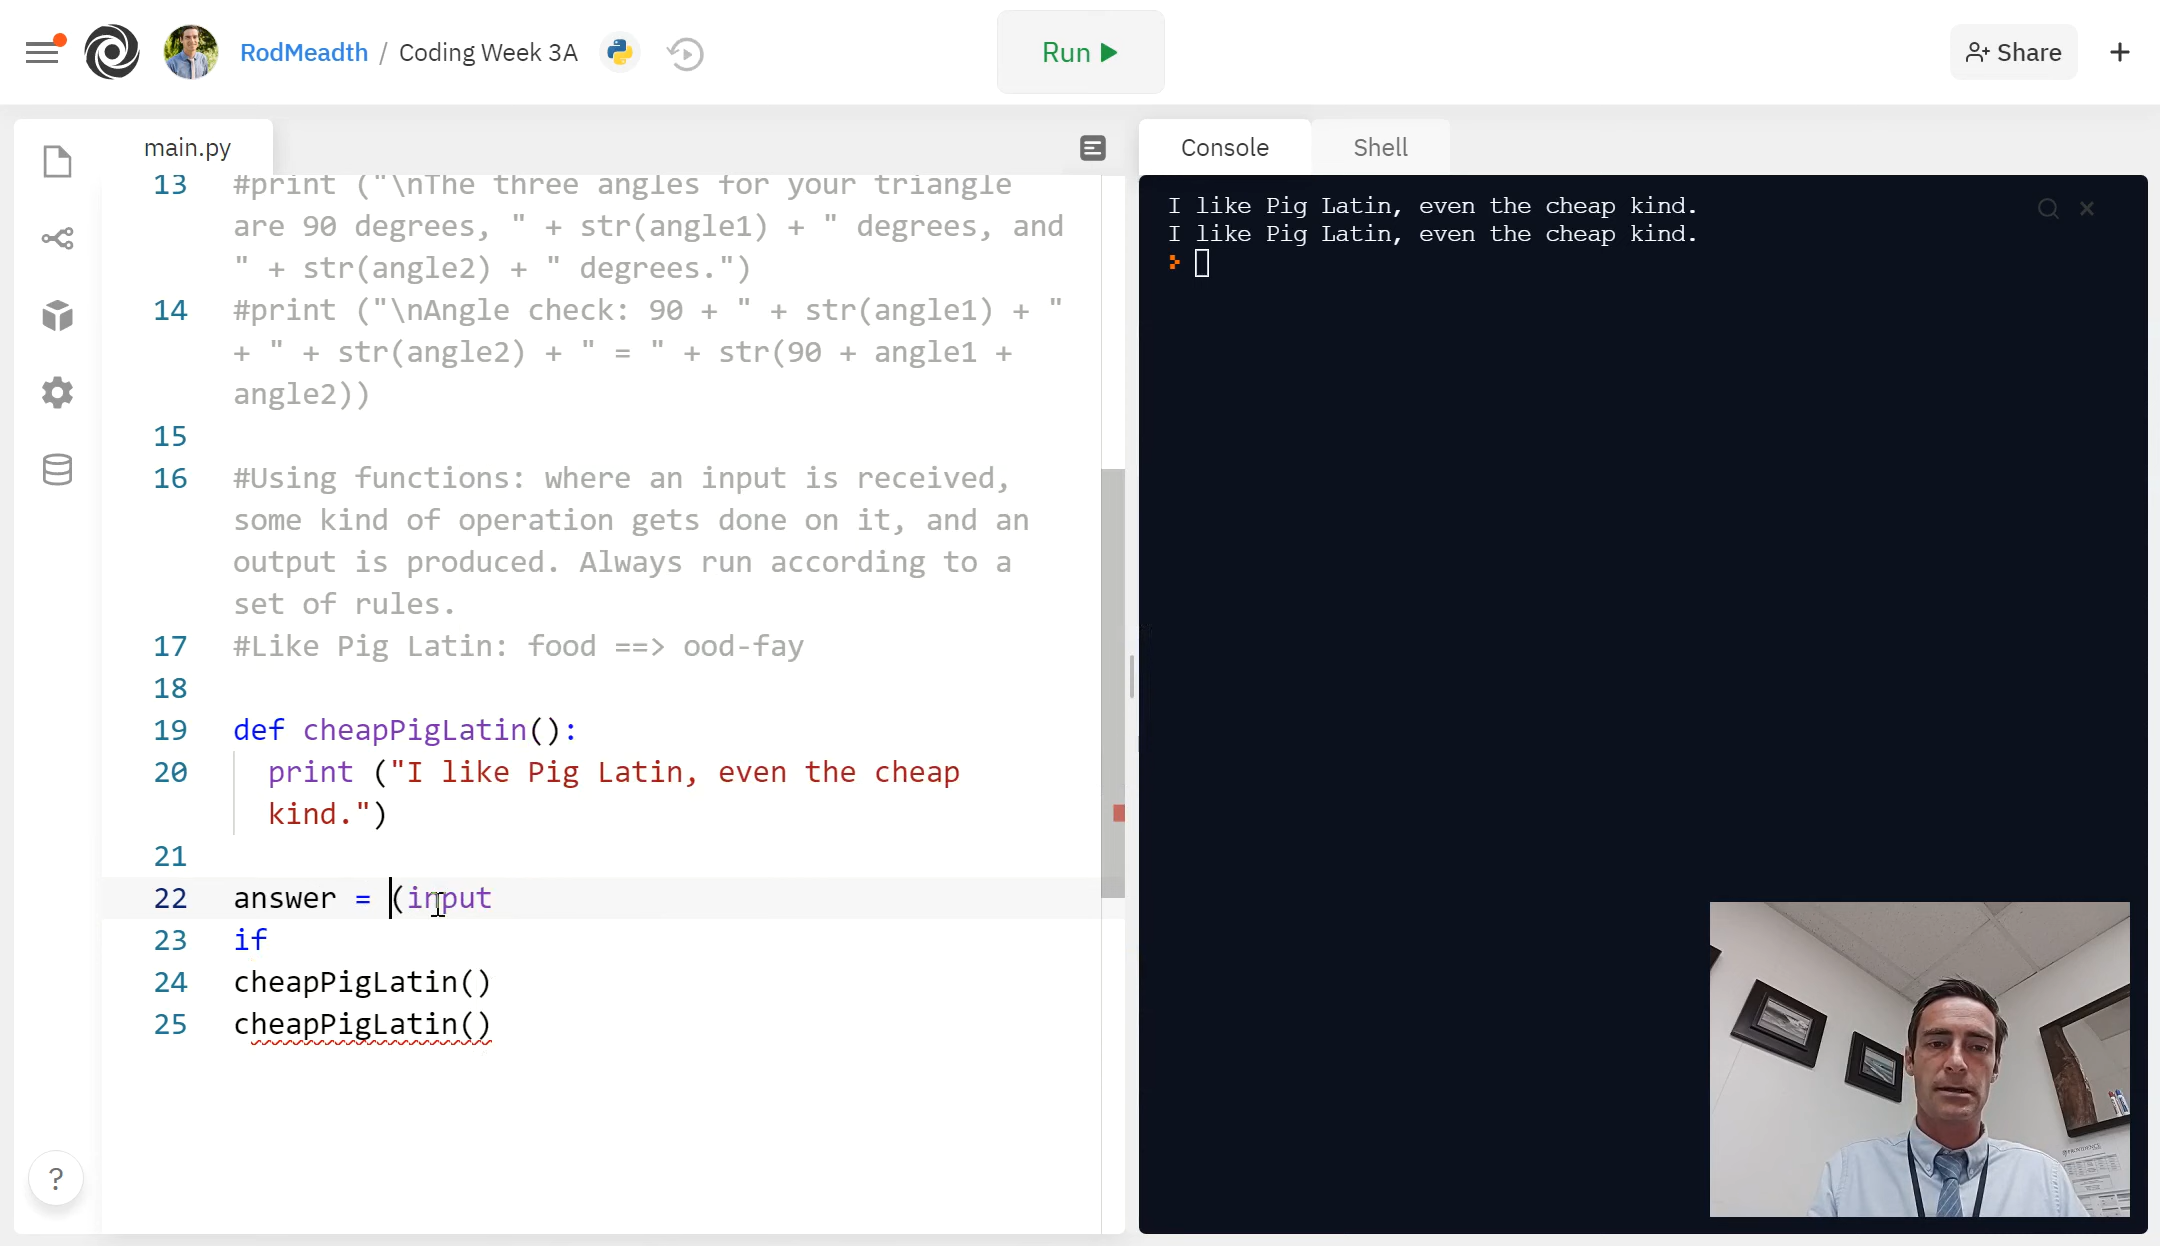 RodMeadth / Coding Week 3A
Run
Share
main.py
Console
Shell
13 #print ("\nThe three angles for your triangle
are 90 degrees, " + str(angle1) + " degrees, and
" + str(angle2) + " degrees.")
14 #print ("\nAngle check: 90 + " + str(angle1) + "
+ " + str(angle2) + " = " + str(90 + angle1 +
angle2))
15
16 #Using functions: where an input is received,
some kind of operation gets done on it, and an
output is produced. Always run according to a
set of rules.
17 #Like Pig Latin: food ==> ood-fay
18
19 def cheapPigLatin():
20 print ("I like Pig Latin, even the cheap
kind.")
21
22 answer = (input
23 if
24 cheapPigLatin()
25 cheapPigLatin()
?
I like Pig Latin, even the cheap kind.
I like Pig Latin, even the cheap kind.